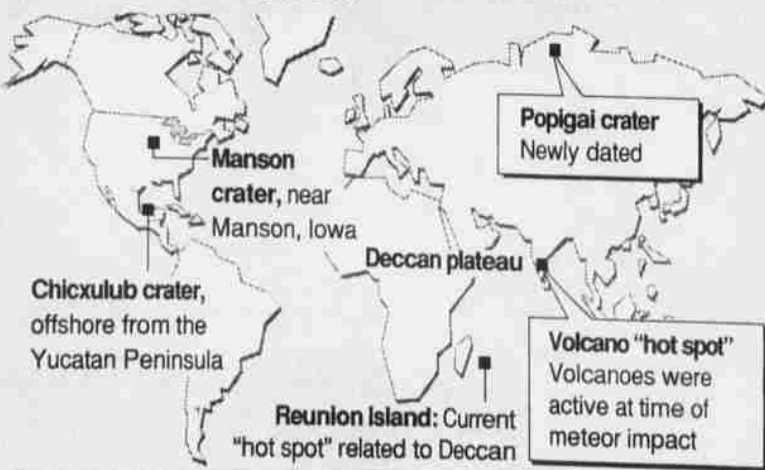 Popigai crater
Newly dated
Manson
crater, near
Manson, Iowa
Deccan plateau
Chicxulub crater,
offshore from the
Yucatan Peninsula
Volcano "hot spot"
Volcanoes were
active at time of
meteor impact
Reunion Island: Current
"hot spot" related to Deccan